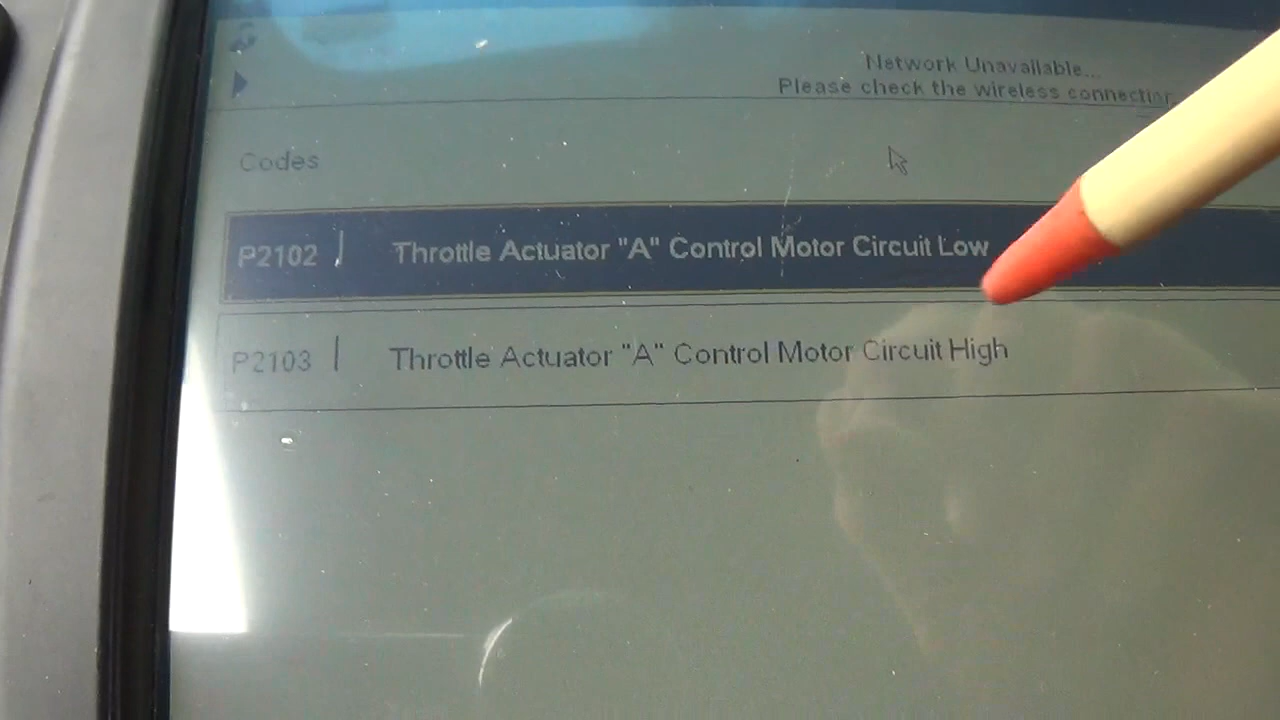 Network Unavailable...
Please check the wireless connection
Codes
P2102 | Throttle Actuator "A" Control Motor Circuit Low
P2103 | Throttle Actuator "A" Control Motor Circuit High